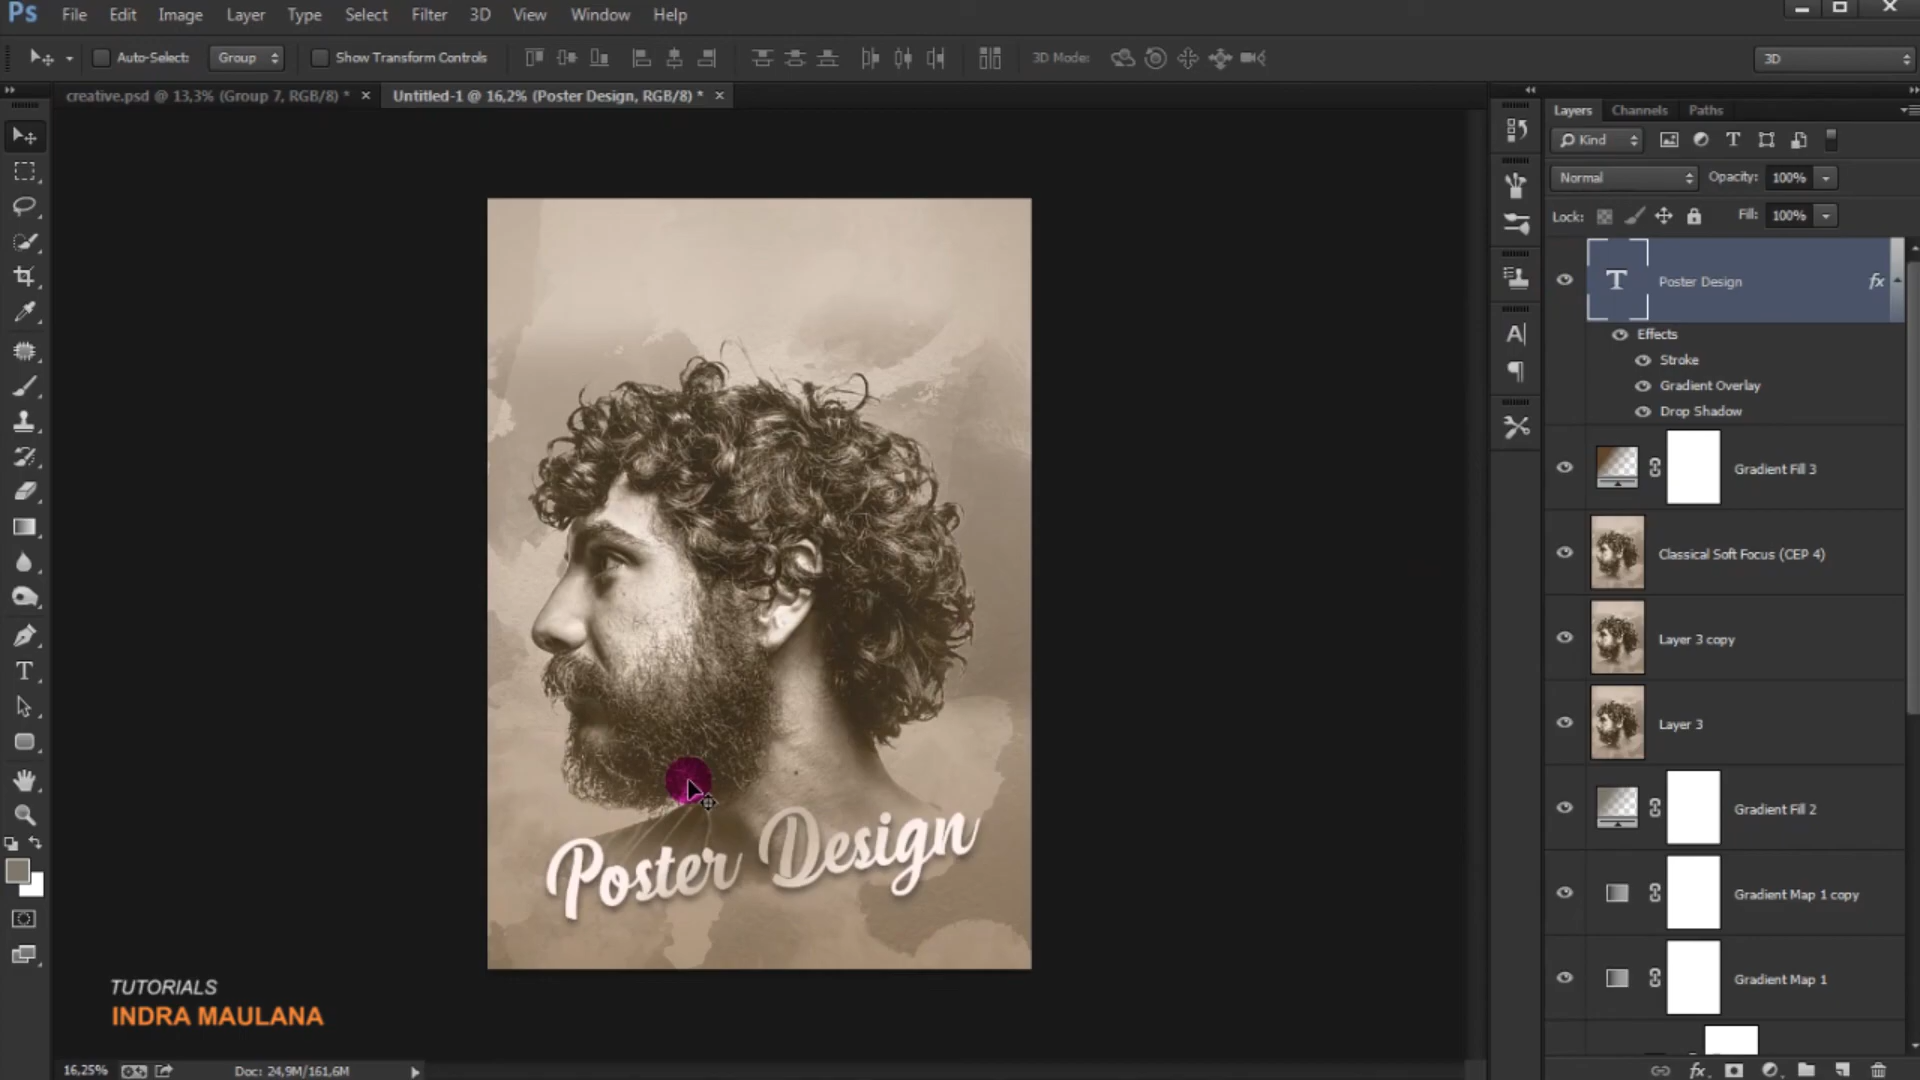 Ps File Edit Image Layer Type Select Filter 3D View Window Help
Auto-Select: Group Show Transform Controls 3D Mode: 3D
creative.psd @ 13,3% (Group 7, RGB/8) * × Untitled-1 @ 16,2% (Poster Design, RGB/8) * ×
Layers Channels Paths
Kind
Normal Opacity: 100%
Lock: Fill: 100%
T Poster Design fx
Effects
Stroke
Gradient Overlay
Drop Shadow
Gradient Fill 3
Classical Soft Focus (CEP 4)
Layer 3 copy
Layer 3
Gradient Fill 2
Gradient Map 1 copy
Gradient Map 1
Poster Design
TUTORIALS
INDRA MAULANA
16,25% Doc: 24,9M/161,6M